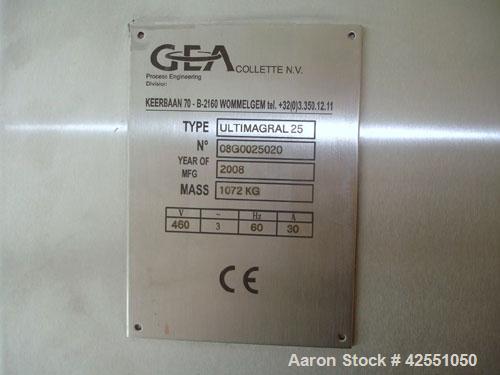 GEA COLLETTE N.V.
Process Engineering
Division
KEERBAAN 70 - B-2160 WOMMELGEM tel. +32(0)3.350.12.11
TYPE ULTIMAGRAL 25
N° 08G0025020
YEAR OF MFG 2008
MASS 1072 KG
V ~ Hz A
460 3 60 30
CE
Aaron Stock # 42551050